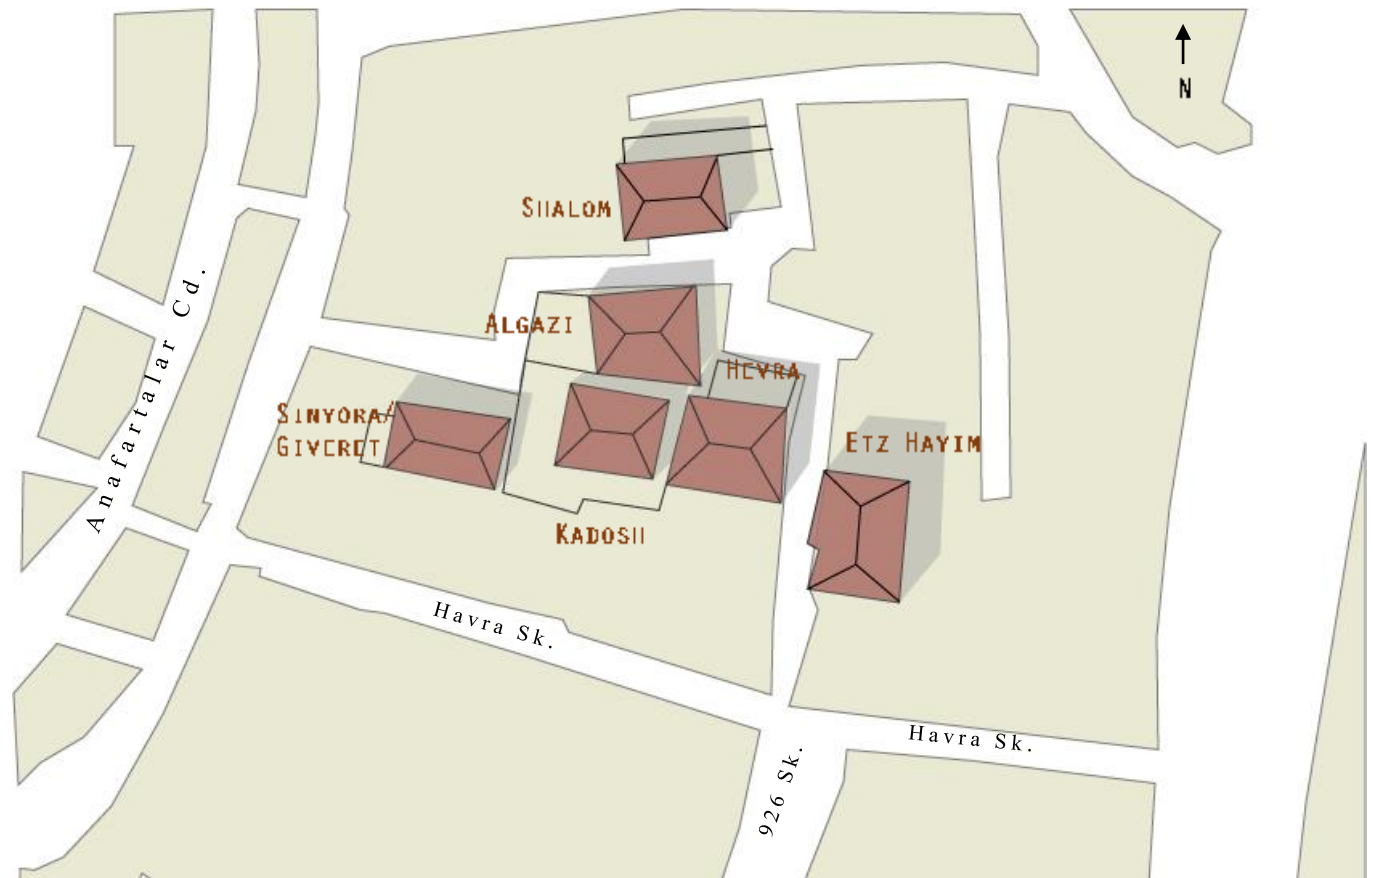 N
SHALOM
ALGAZI
HEVRA
SINYORA/
GIVERET
ETZ HAYIM
KADOSH
Anafartalar Cd.
Havra Sk.
Havra Sk.
926 Sk.